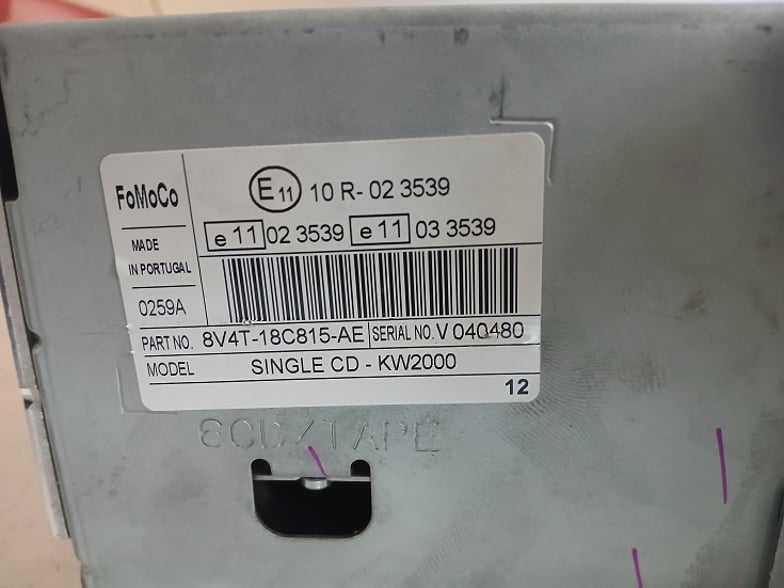 FoMoCo
MADE
IN PORTUGAL
0259A
E11 10 R- 02 3539
e 11 02 3539 e 11 03 3539
PART NO. 8V4T-18C815-AE SERIAL NO. V 040480
MODEL SINGLE CD - KW2000
12
6CD/TAPE